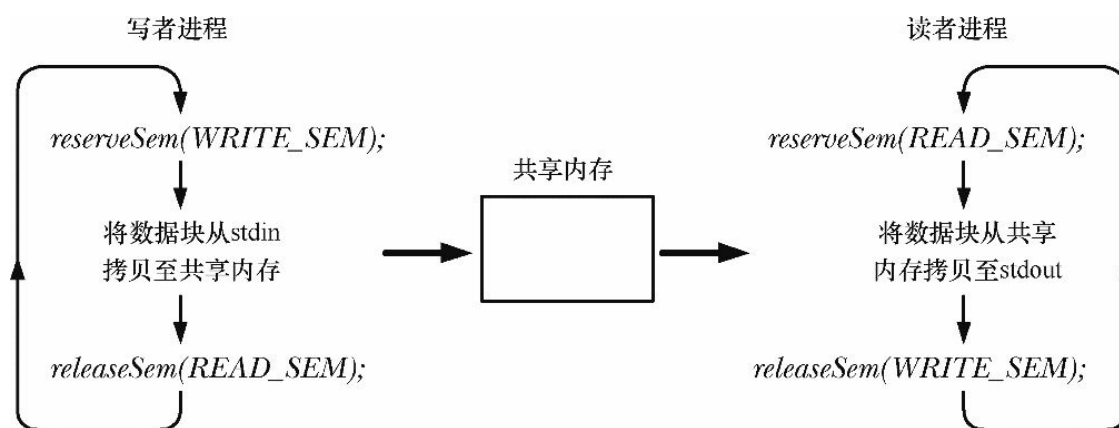 写者进程
reserveSem(WRITE_SEM);
将数据块从stdin
拷贝至共享内存
releaseSem(READ_SEM);
共享内存
读者进程
reserveSem(READ_SEM);
将数据块从共享
内存拷贝至stdout
releaseSem(WRITE_SEM);